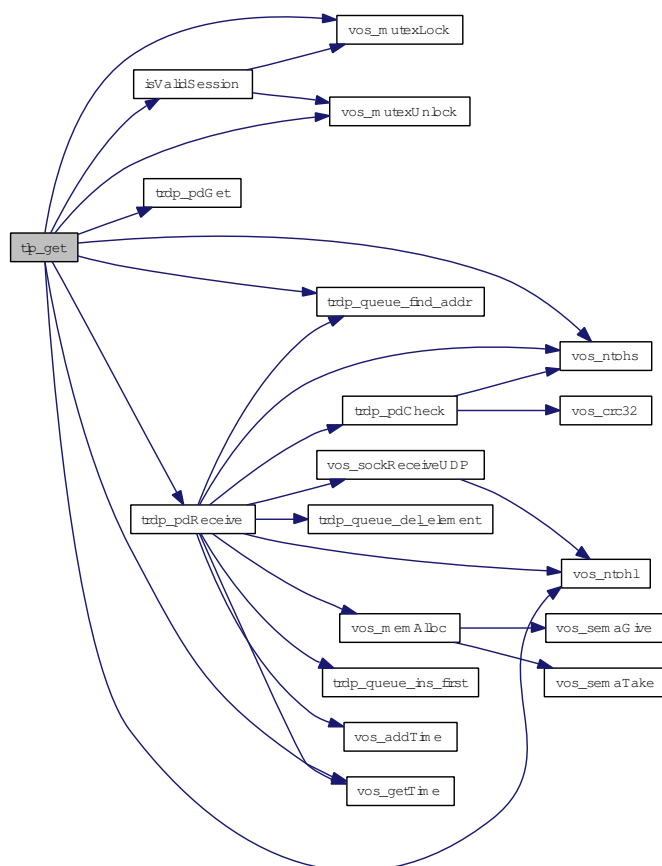 vos_mutexLock
isValidSession
vos_mutexUnlock
trdp_pdGet
tlp_get
trdp_queue_find_addr
vos_ntohs
trdp_pdCheck
vos_crc32
vos_sockReceiveUDP
trdp_pdReceive
trdp_queue_del_element
vos_ntohl
vos_memAlloc
vos_semaGive
trdp_queue_ins_first
vos_semaTake
vos_addTime
vos_getTime